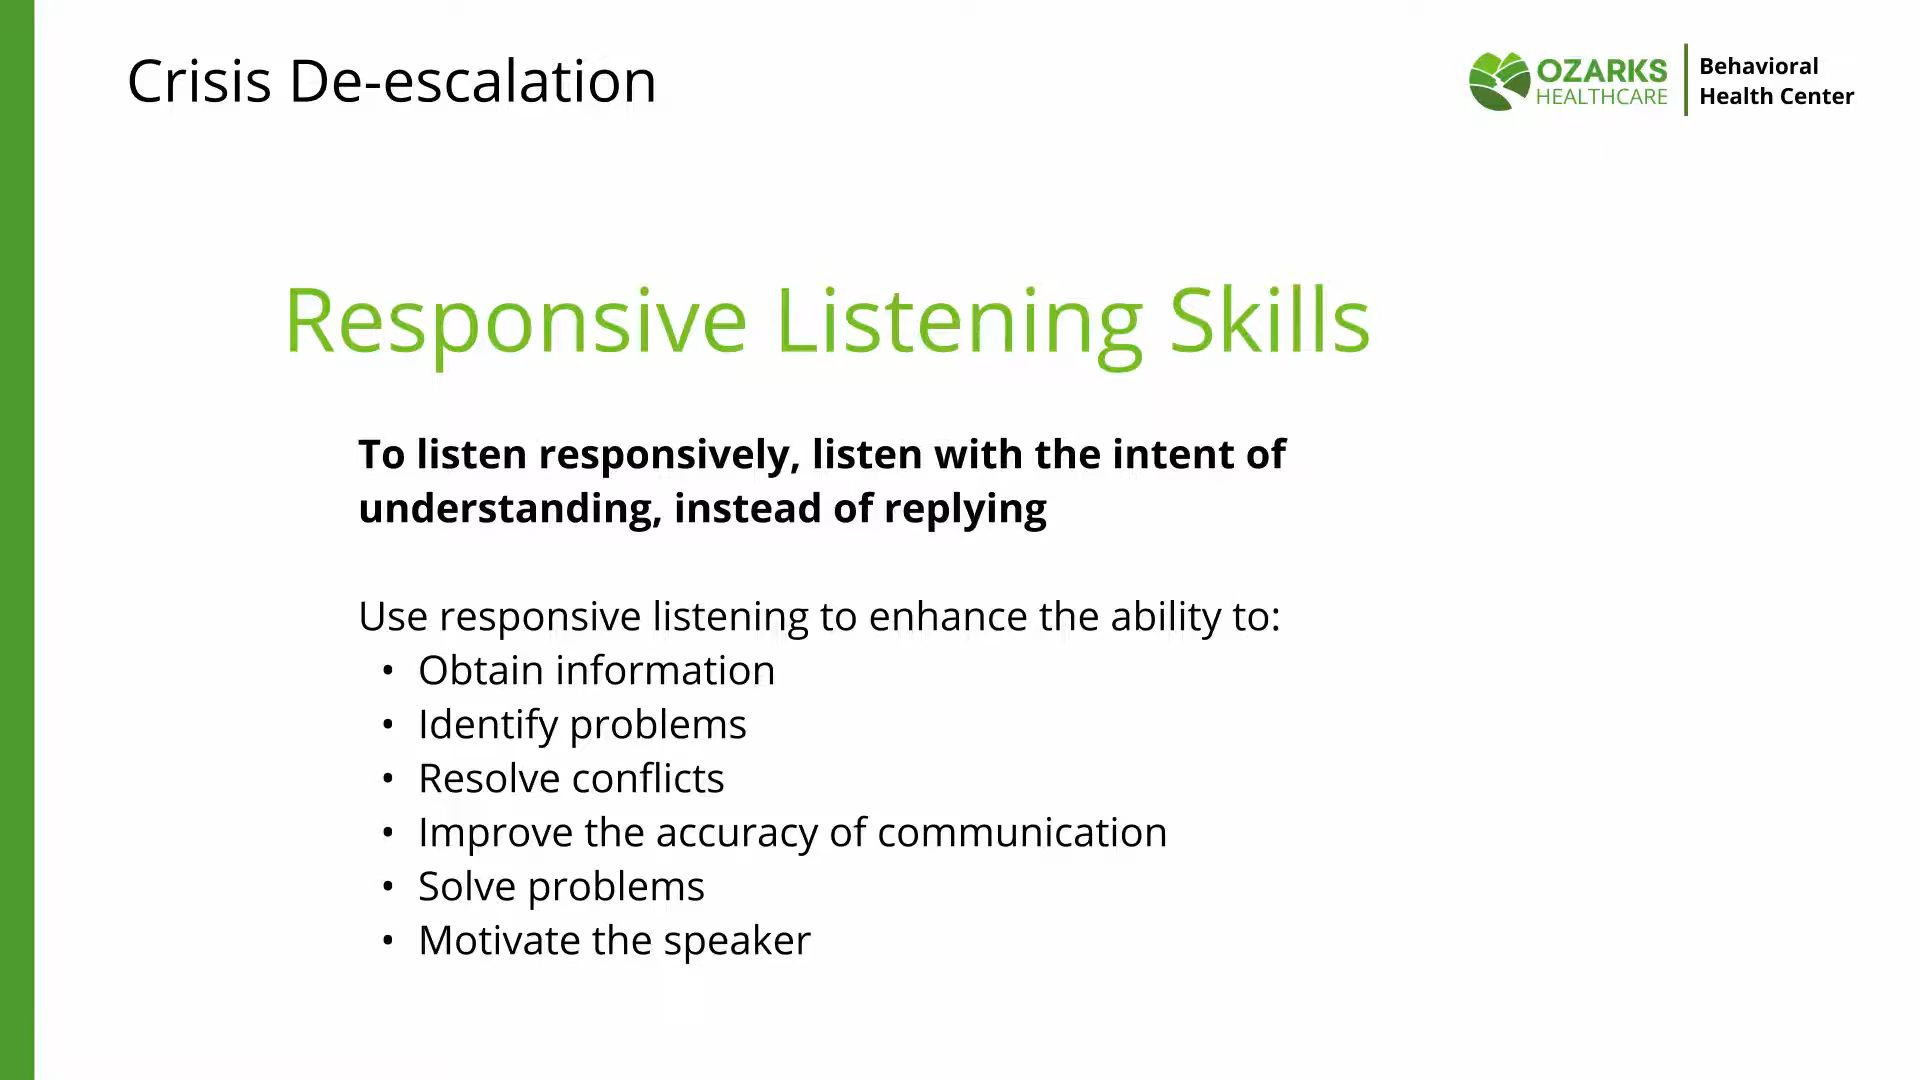 Crisis De-escalation
OZARKS
HEALTHCARE
Behavioral
Health Center
Responsive Listening Skills
To listen responsively, listen with the intent of
understanding, instead of replying
Use responsive listening to enhance the ability to:
• Obtain information
• Identify problems
• Resolve conflicts
• Improve the accuracy of communication
• Solve problems
• Motivate the speaker